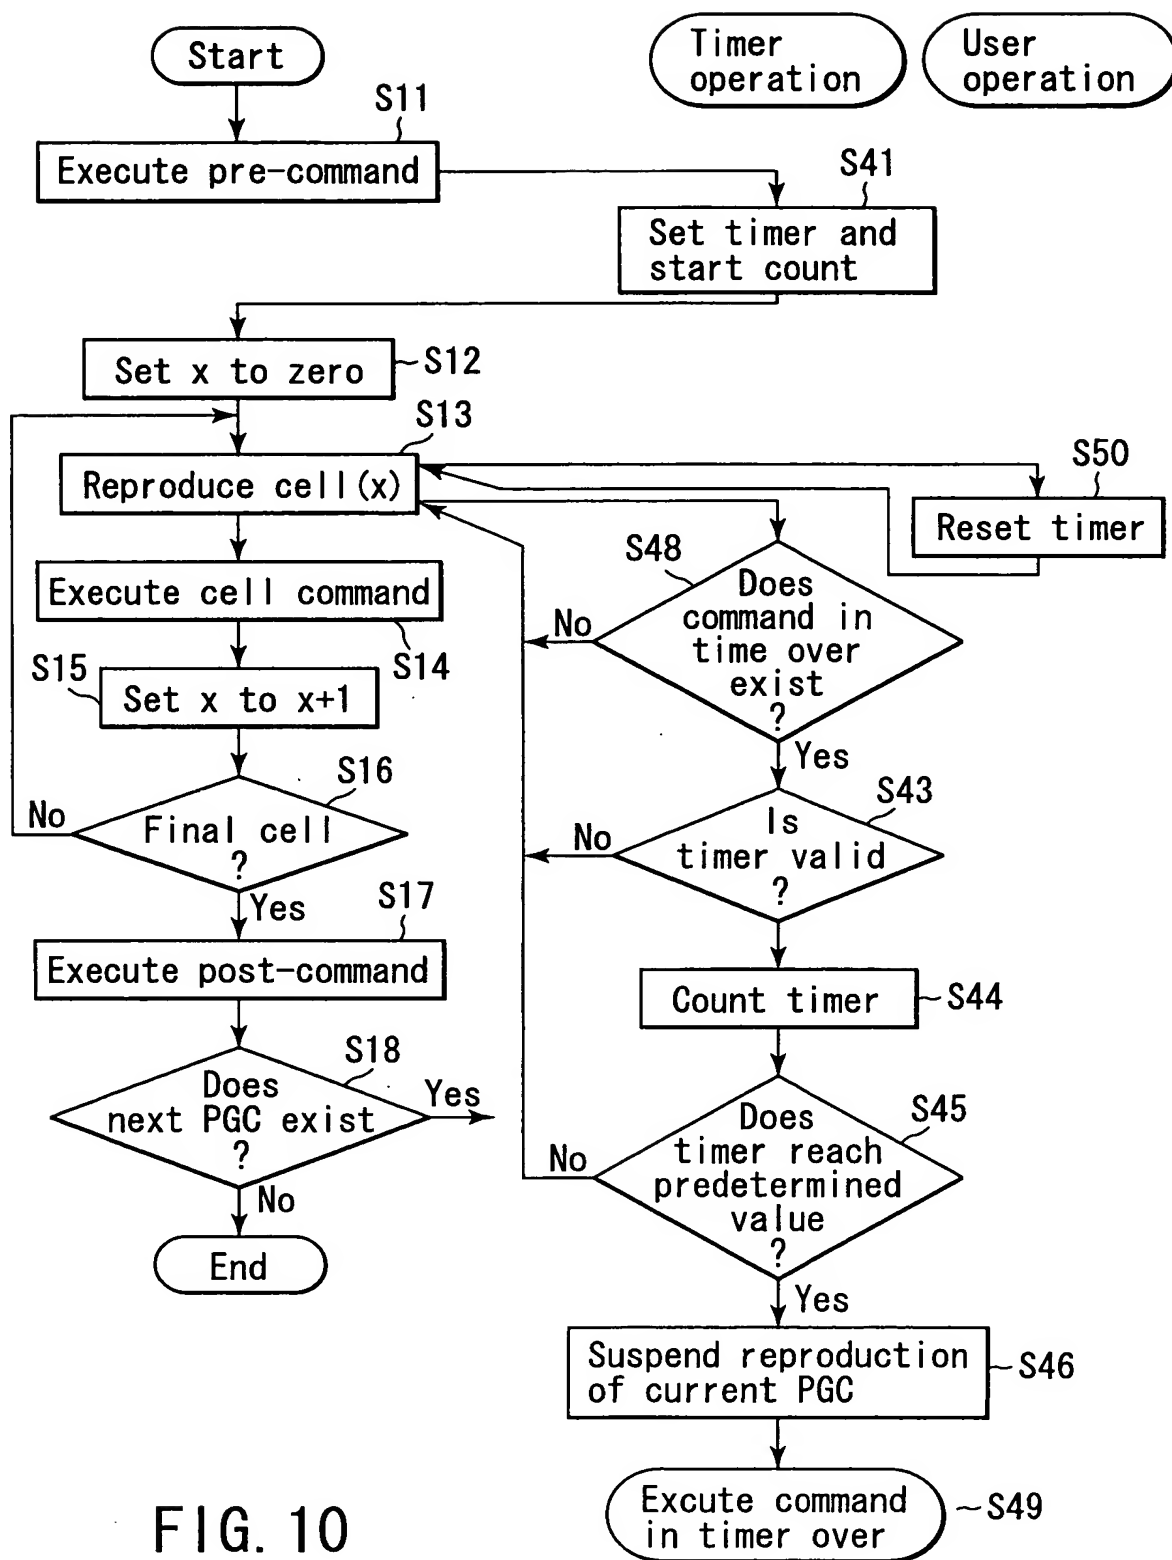 Start
Timer
operation
User
operation
S11
Execute pre-command
S41
Set timer and
start count
Set x to zero
S12
S13
Reproduce cell(x)
S50
Reset timer
S48
Does
command in
time over
exist
?
No
Yes
Execute cell command
S14
S15
Set x to x+1
S16
Final cell
?
No
Yes
S43
Is
timer valid
?
No
S17
Execute post-command
Count timer
S44
S18
Does
next PGC exist
?
Yes
No
End
S45
Does
timer reach
predetermined
value
?
No
Yes
Suspend reproduction
of current PGC
S46
Excute command
in timer over
S49
FIG. 10